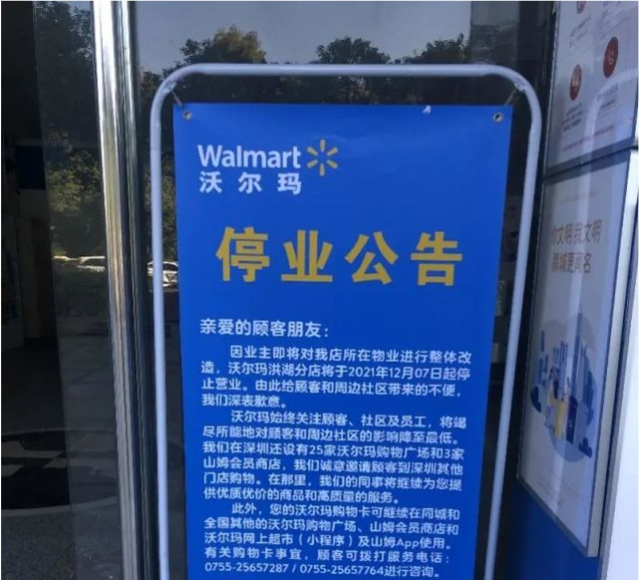 Walmart
沃尔玛
停业公告
亲爱的顾客朋友：
因业主即将对我店所在物业进行整体改
造，沃尔玛洪湖分店将于2021年12月07日起停
止营业。由此给顾客和周边社区带来的不便，
我们深表歉意。
沃尔玛始终关注顾客、社区及员工，将竭
尽所能地对顾客和周边社区的影响降至最低。
我们在深圳还设有25家沃尔玛购物广场和3家
山姆会员商店，我们诚意邀请顾客到深圳其他
门店购物。在那里，我们的同事将继续为您提
供优质优价的商品和高质量的服务。
此外，您的沃尔玛购物卡可继续在同城和
全国其他的沃尔玛购物广场、山姆会员商店和
沃尔玛网上超市（小程序）及山姆App使用。
有关购物卡事宜，顾客可拨打服务电话：
0755-25657287 / 0755-25657764进行咨询。
文明我文明
更闻名